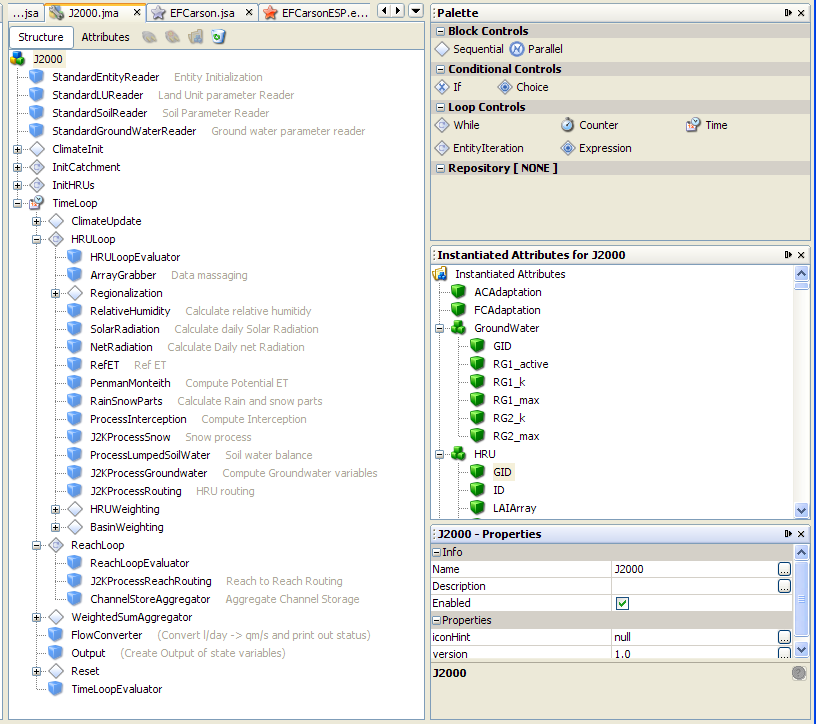 ...jsa J2000.jma EFCarson.jsa EFCarsonESP.e...
Structure Attributes
J2000
StandardEntityReader Entity Initialization
StandardLUReader Land Unit parameter Reader
StandardSoilReader Soil Parameter Reader
StandardGroundWaterReader Ground water parameter reader
ClimateInit
InitCatchment
InitHRUs
TimeLoop
ClimateUpdate
HRULoop
HRULoopEvaluator
ArrayGrabber Data massaging
Regionalization
RelativeHumidity Calculate relative humitidy
SolarRadiation Calculate daily Solar Radiation
NetRadiation Calculate Daily net Radiation
RefET Ref ET
PenmanMonteith Compute Potential ET
RainSnowParts Calculate Rain and snow parts
ProcessInterception Compute Interception
J2KProcessSnow Snow process
ProcessLumpedSoilWater Soil water balance
J2KProcessGroundwater Compute Groundwater variables
J2KProcessRouting HRU routing
HRUWeighting
BasinWeighting
ReachLoop
ReachLoopEvaluator
J2KProcessReachRouting Reach to Reach Routing
ChannelStoreAggregator Aggregate Channel Storage
WeightedSumAggregator
FlowConverter (Convert l/day -> qm/s and print out status)
Output (Create Output of state variables)
Reset
TimeLoopEvaluator
Palette
Block Controls
Sequential Parallel
Conditional Controls
If Choice
Loop Controls
While Counter Time
EntityIteration Expression
Repository [ NONE ]
Instantiated Attributes for J2000
Instantiated Attributes
ACAdaptation
FCAdaptation
GroundWater
GID
RG1_active
RG1_k
RG1_max
RG2_k
RG2_max
HRU
GID
ID
LAIArray
J2000 - Properties
Info
Name J2000 ...
Description ...
Enabled
Properties
iconHint null ...
version 1.0 ...
J2000 ?